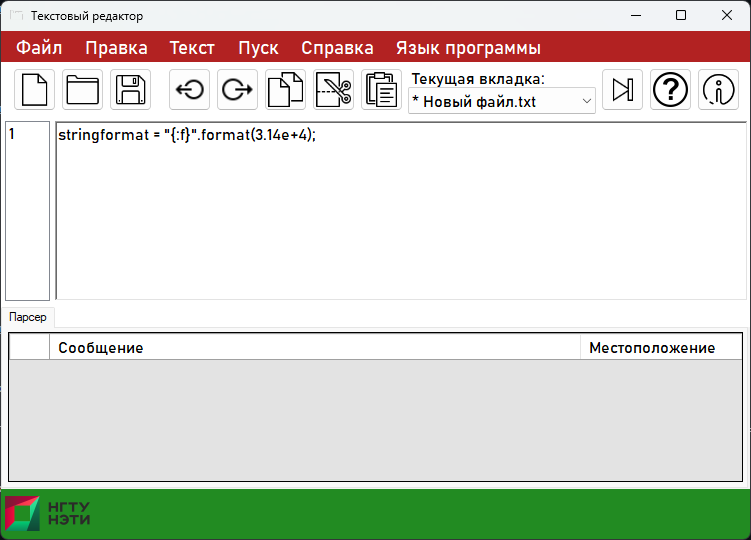 Текстовый редактор
Файл Правка Текст Пуск Справка Язык программы
Текущая вкладка:
* Новый файл.txt
1
stringformat = "{:f}".format(3.14e+4);
Парсер
Сообщение Местоположение
НГТУ
НЭТИ